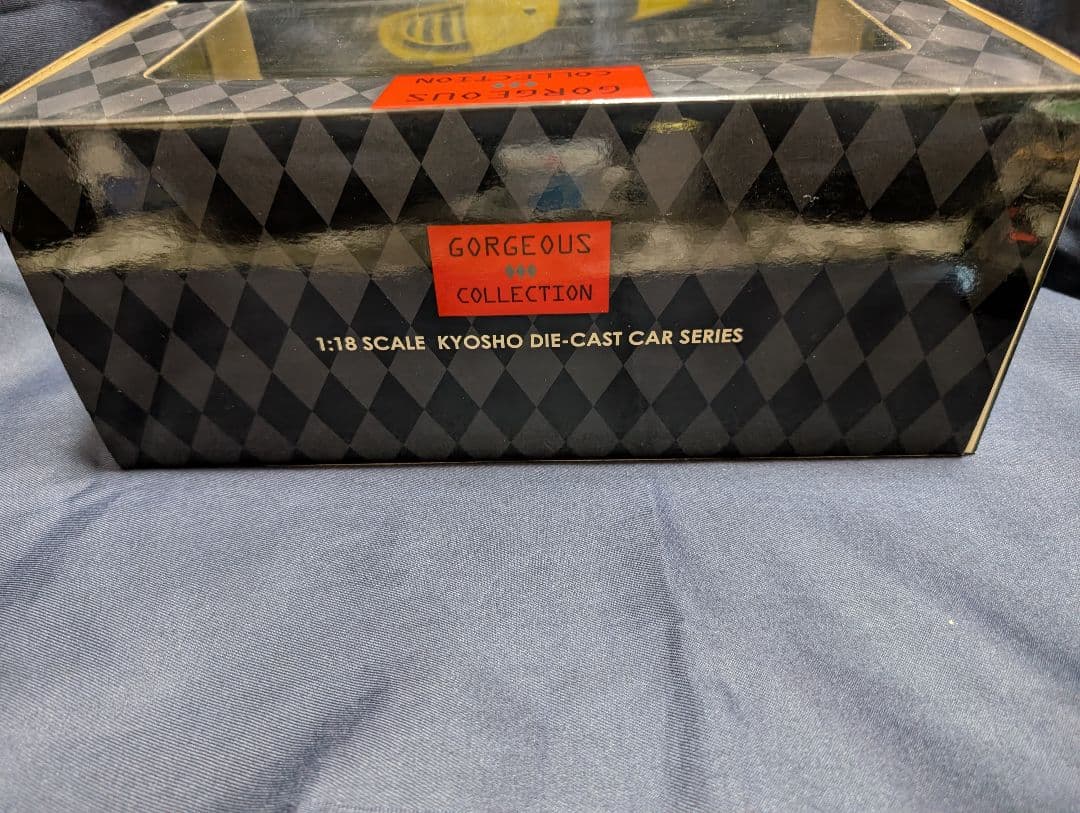 GORGEOUS
COLLECTION
GORGEOUS
COLLECTION
1:18 SCALE KYOSHO DIE-CAST CAR SERIES